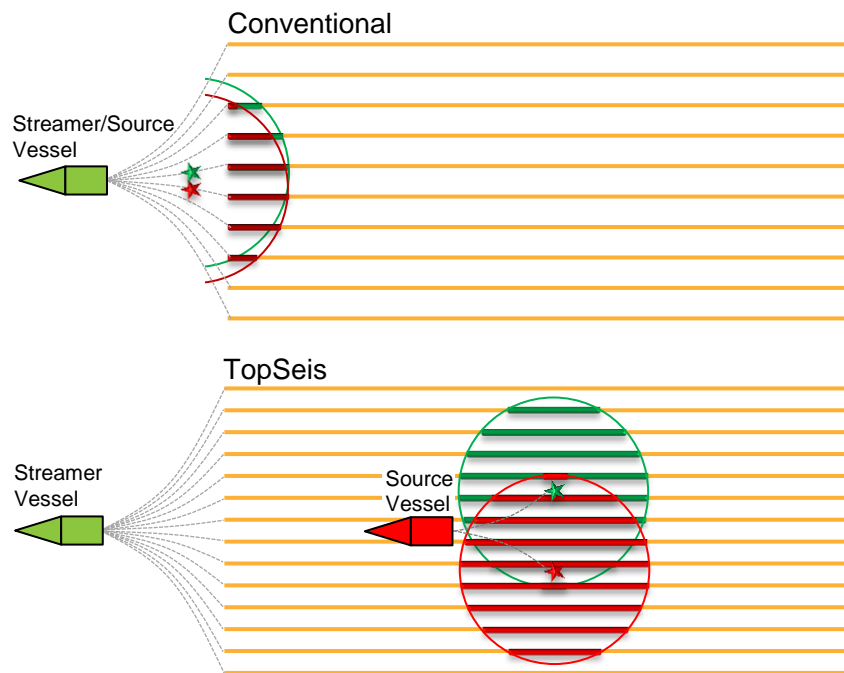 Conventional
Streamer/Source
Vessel
TopSeis
Streamer
Vessel
Source
Vessel